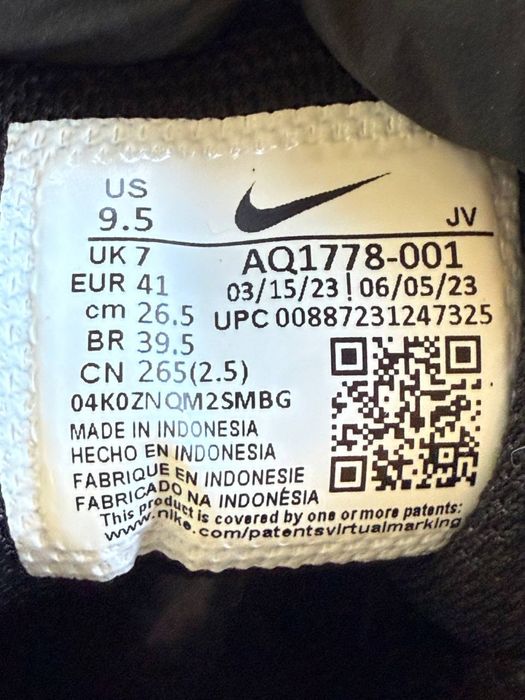 US
9.5
JV
UK 7
AQ1778-001
EUR 41
03/15/23 | 06/05/23
cm 26.5
UPC 00887231247325
BR 39.5
CN 265(2.5)
04K0ZNQM2SMBG
MADE IN INDONESIA
HECHO EN INDONESIA
FABRIQUE EN INDONESIE
FABRICADO NA INDONÉSIA
This product is covered by one or more patents:
www.nike.com/patentsvirtualmarking